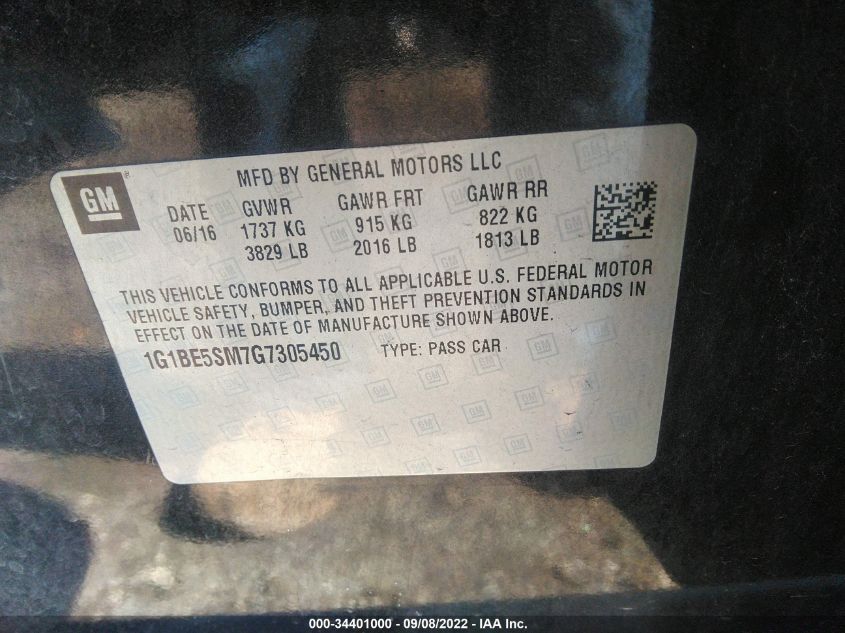 MFD BY GENERAL MOTORS LLC
GM
DATE GVWR GAWR FRT GAWR RR
06/16 1737 KG 915 KG 822 KG
3829 LB 2016 LB 1813 LB
THIS VEHICLE CONFORMS TO ALL APPLICABLE U.S. FEDERAL MOTOR
VEHICLE SAFETY, BUMPER, AND THEFT PREVENTION STANDARDS IN
EFFECT ON THE DATE OF MANUFACTURE SHOWN ABOVE.
1G1BE5SM7G7305450 TYPE: PASS CAR
000-34401000 - 09/08/2022 - IAA Inc.